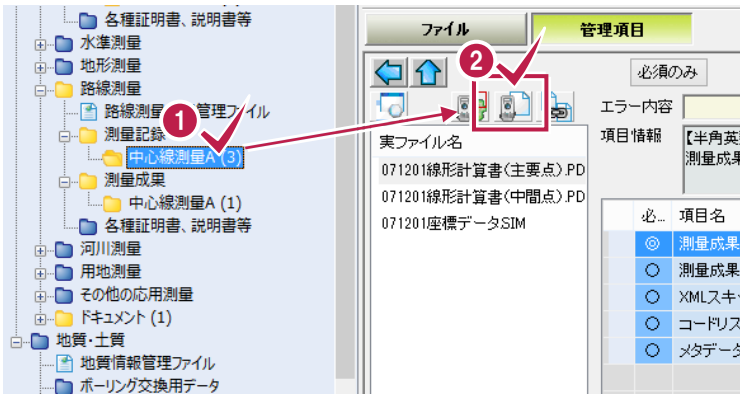 各種証明書、説明書等
水準測量
地形測量
路線測量
路線測量 管理ファイル
測量記録
中心線測量A (3)
測量成果
中心線測量A (1)
各種証明書、説明書等
河川測量
用地測量
その他の応用測量
ドキュメント (1)
地質・土質
地質情報管理ファイル
ボーリング交換用データ
1
2
ファイル
管理項目
必須のみ
エラー内容
項目情報
【半角英
測量成果
実ファイル名
071201線形計算書(主要点).PD
071201線形計算書(中間点).PD
071201座標データ.SIM
必... 項目名
◎ 測量成果
○ 測量成果
○ XMLスキ
○ コードリス
○ メタデータ